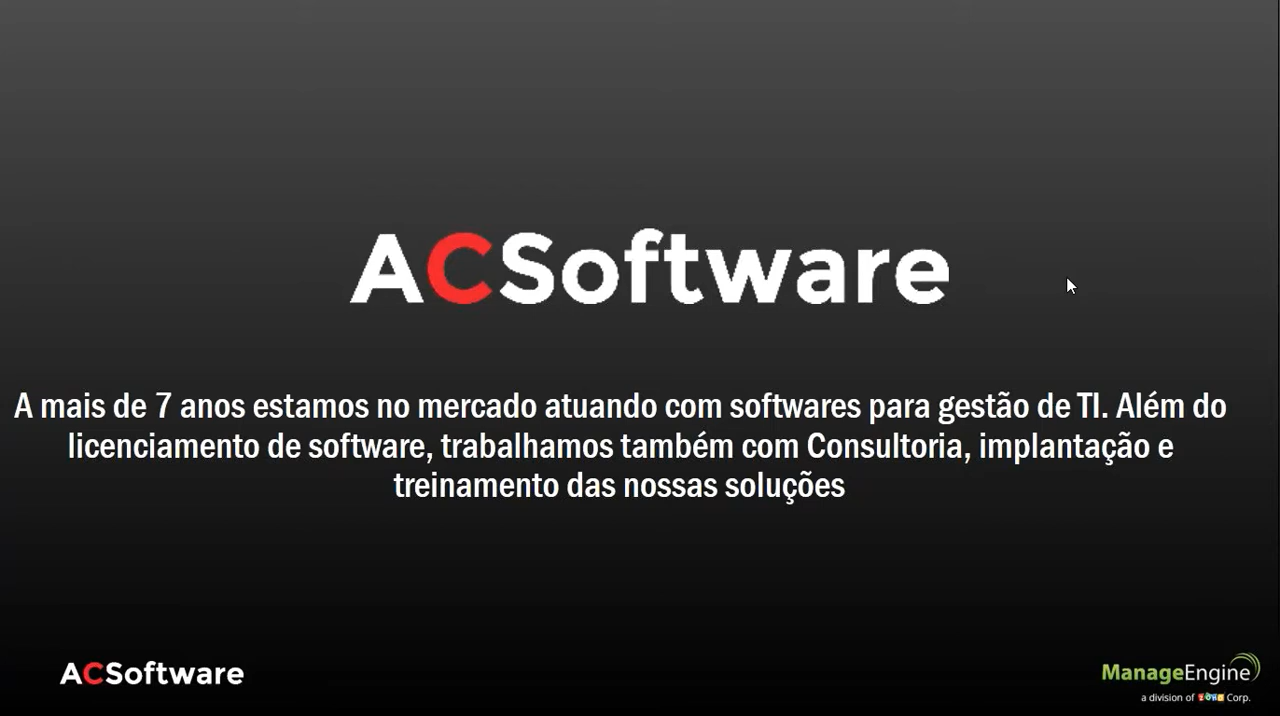 ACSoftware
A mais de 7 anos estamos no mercado atuando com softwares para gestão de TI. Além do
licenciamento de software, trabalhamos também com Consultoria, implantação e
treinamento das nossas soluções
ACSoftware
ManageEngine
a division of ZOHO Corp.